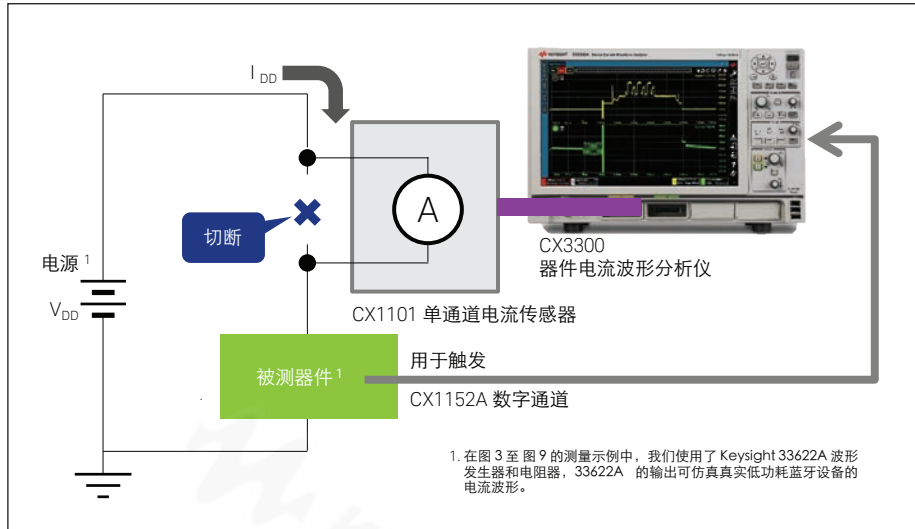 I DD
A
切断
电源 1
V DD
KEYSIGHT
CX3300
器件电流波形分析仪
CX1101 单通道电流传感器
被测器件 1
用于触发
CX1152A 数字通道
1. 在图 3 至 图 9 的测量示例中，我们使用了 Keysight 33622A 波形
发生器和电阻器，33622A 的输出可仿真真实低功耗蓝牙设备的
电流波形。